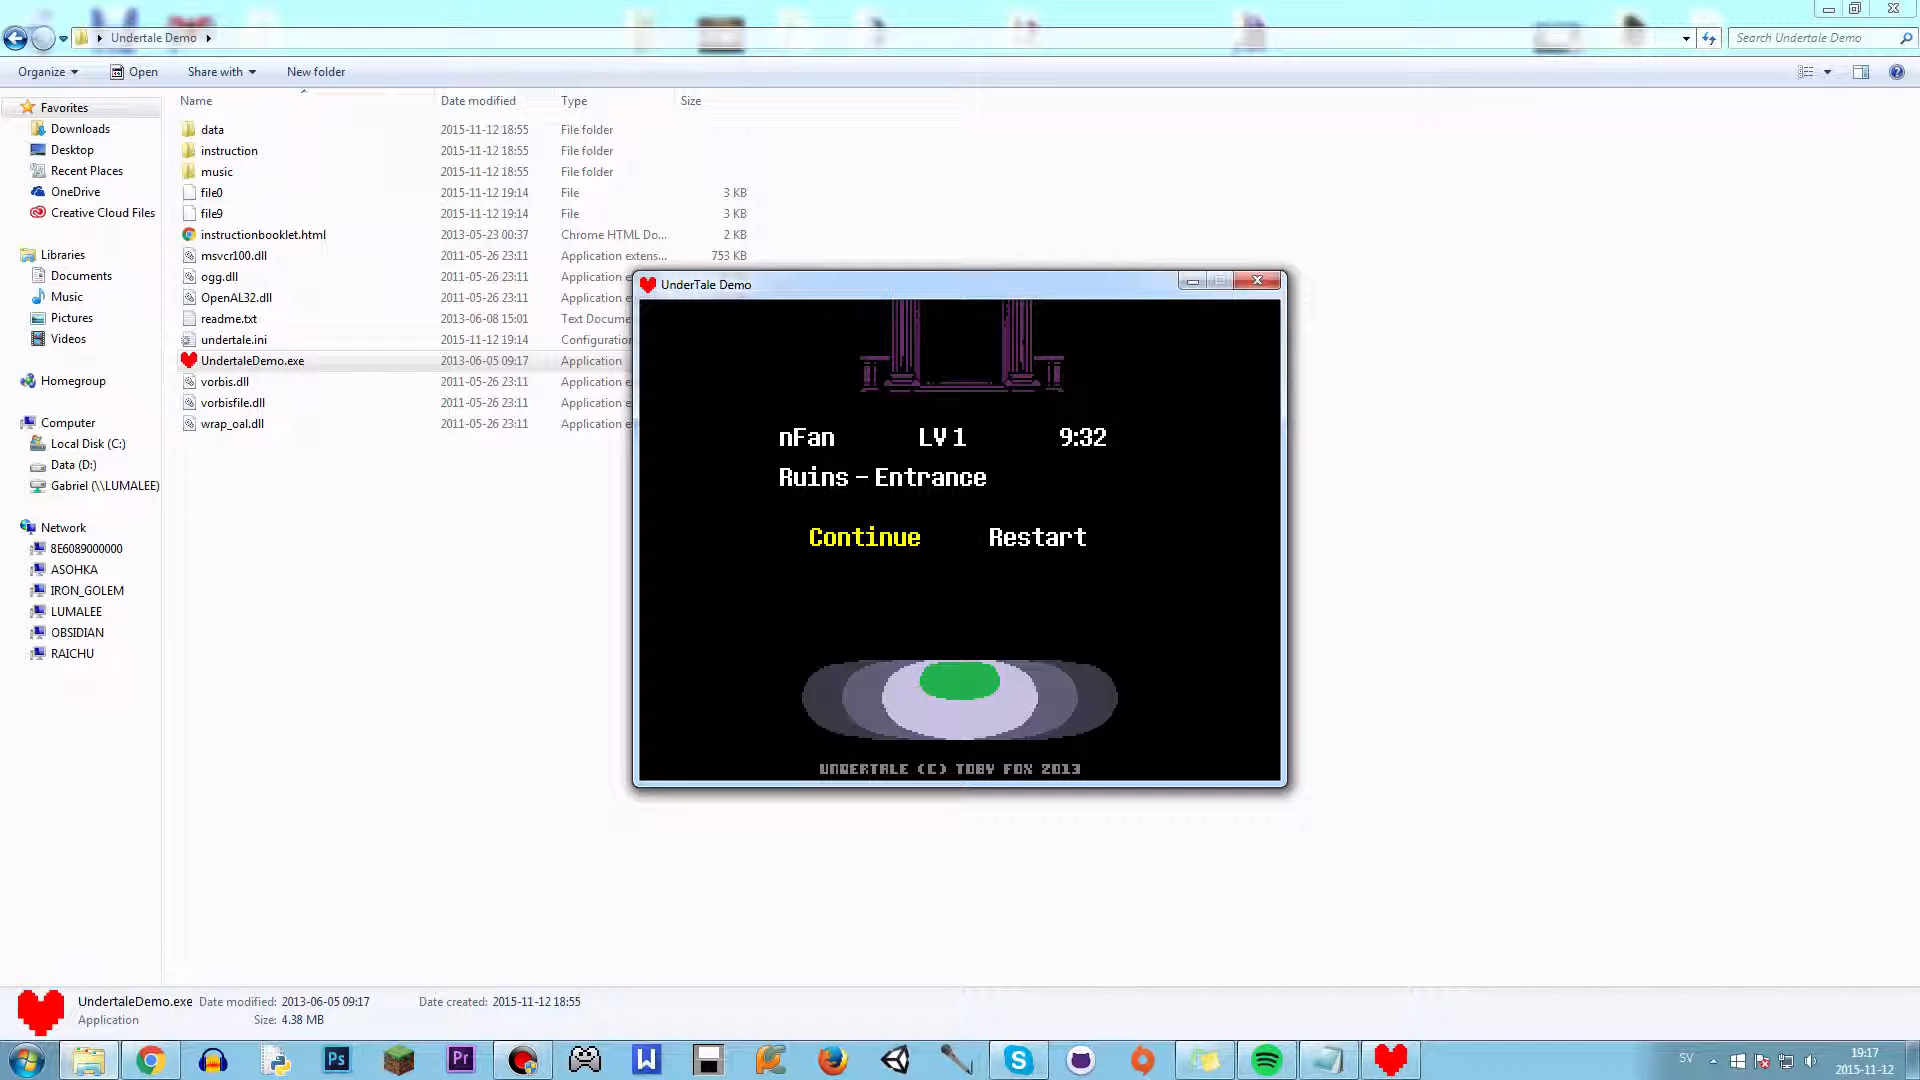 Undertale Demo
Search Undertale Demo
Organize Open Share with New folder
Name Date modified Type Size
Favorites
Downloads
Desktop
Recent Places
OneDrive
Creative Cloud Files
Libraries
Documents
Music
Pictures
Videos
Homegroup
Computer
Local Disk (C:)
Data (D:)
Gabriel (\\LUMALEE)
Network
8E6089000000
ASOHKA
IRON_GOLEM
LUMALEE
OBSIDIAN
RAICHU
data 2015-11-12 18:55 File folder
instruction 2015-11-12 18:55 File folder
music 2015-11-12 18:55 File folder
file0 2015-11-12 19:14 File 3 KB
file9 2015-11-12 19:14 File 3 KB
instructionbooklet.html 2013-05-23 00:37 Chrome HTML Do... 2 KB
msvcr100.dll 2011-05-26 23:11 Application extens... 753 KB
ogg.dll 2011-05-26 23:11 Application e
OpenAL32.dll 2011-05-26 23:11 Application e
readme.txt 2013-06-08 15:01 Text Docume
undertale.ini 2015-11-12 19:14 Configuration
UndertaleDemo.exe 2013-06-05 09:17 Application
vorbis.dll 2011-05-26 23:11 Application e
vorbisfile.dll 2011-05-26 23:11 Application e
wrap_oal.dll 2011-05-26 23:11 Application e
UnderTale Demo
nFan LV 1 9:32
Ruins - Entrance
Continue Restart
UNDERTALE (C) TOBY FOX 2013
UndertaleDemo.exe Date modified: 2013-06-05 09:17 Date created: 2015-11-12 18:55
Application Size: 4.38 MB
Ps
Pr
W
SV
19:17
2015-11-12